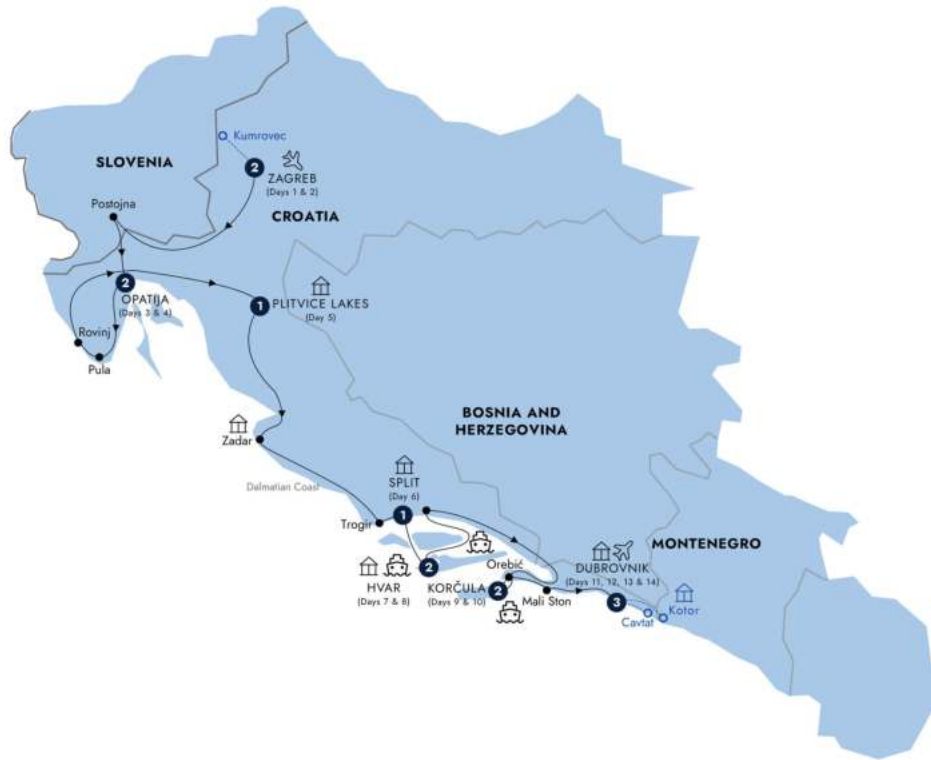 Kumrovec
SLOVENIA
2
ZAGREB
(Days 1 & 2)
Postojna
CROATIA
2
OPATIJA
(Days 3 & 4)
1
PLITVICE LAKES
(Day 5)
Rovinj
Pula
BOSNIA AND
HERZEGOVINA
Zadar
Dalmatian Coast
SPLIT
(Day 6)
1
Trogir
MONTENEGRO
2
HVAR
(Days 7 & 8)
Orebić
KORČULA
(Days 9 & 10)
2
Mali Ston
DUBROVNIK
(Days 11, 12, 13 & 14)
3
Cavtat
Kotor